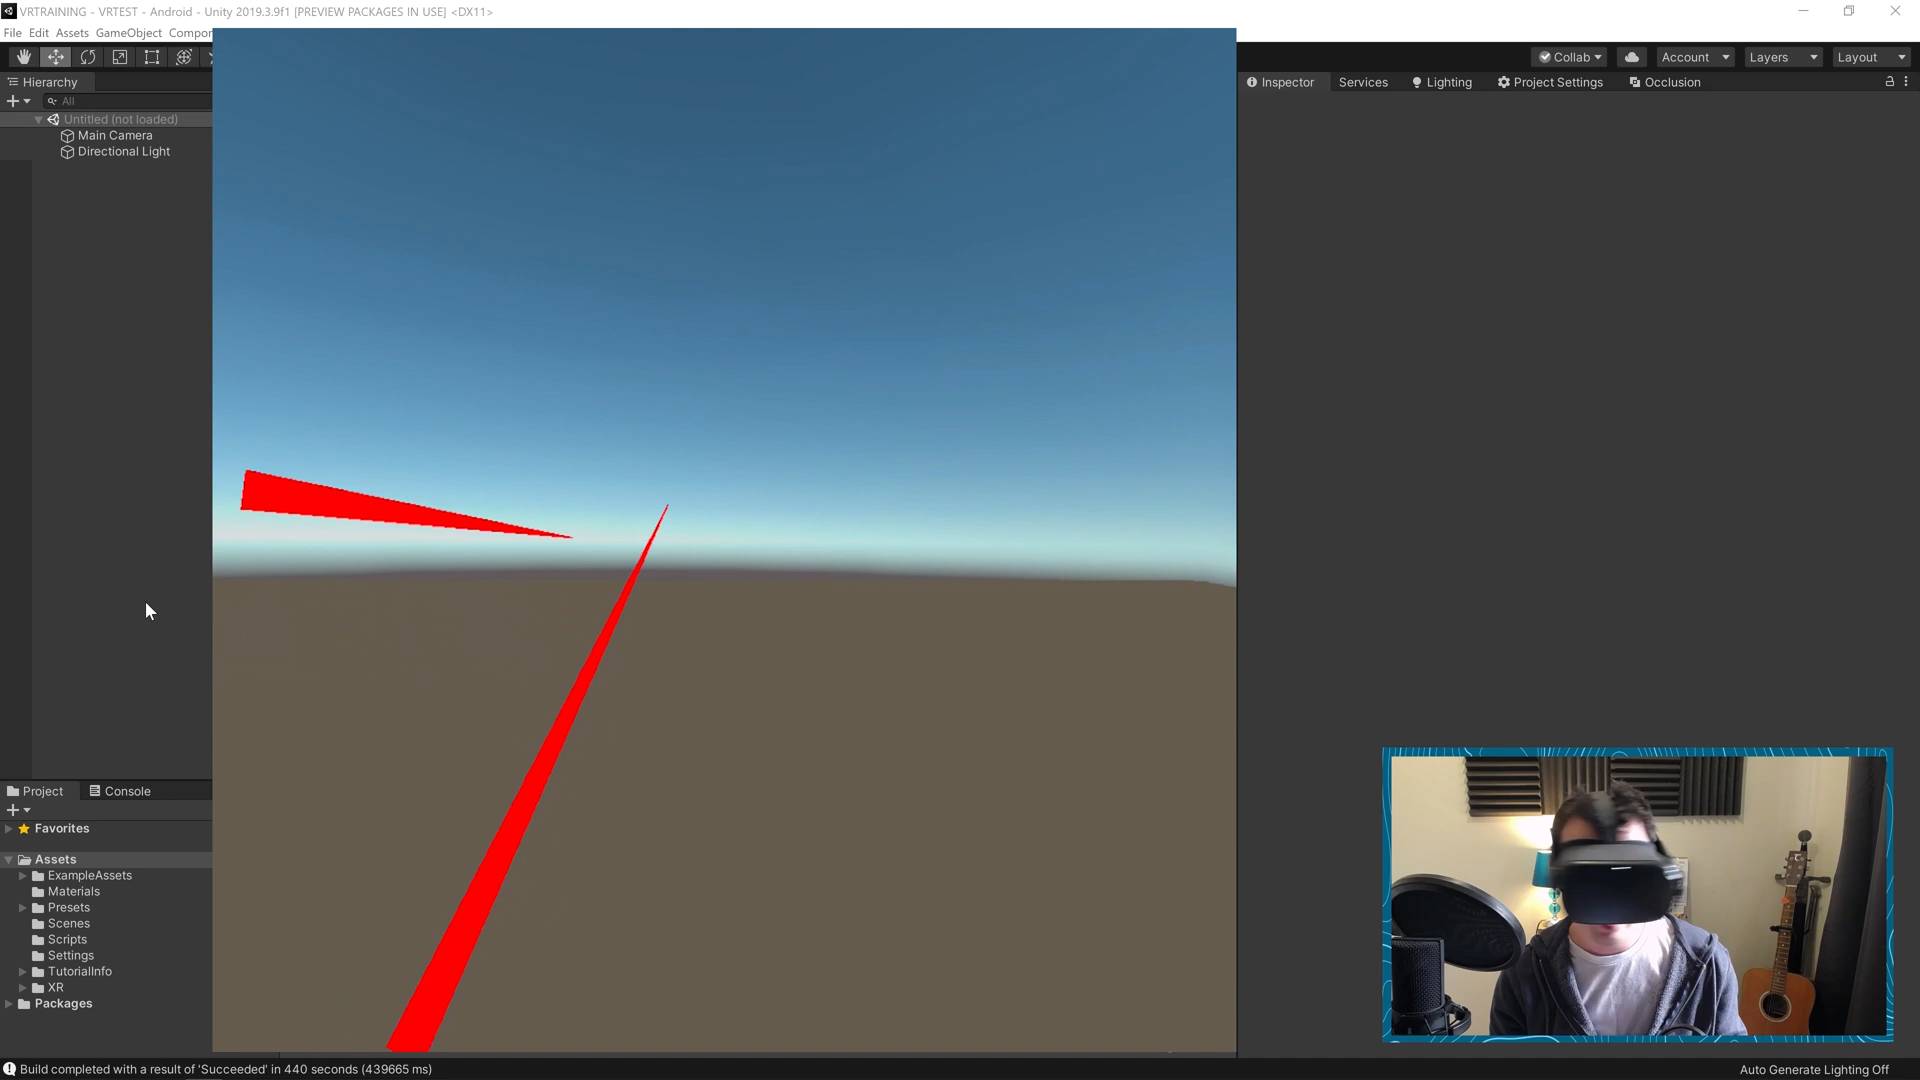 VRTRAINING - VRTEST - Android - Unity 2019.3.9f1 [PREVIEW PACKAGES IN USE] <DX11>
File Edit Assets GameObject Compor
Collab Account Layers Layout
Hierarchy
Inspector Services Lighting Project Settings Occlusion
All
Untitled (not loaded)
Main Camera
Directional Light
Project Console
Favorites
Assets
ExampleAssets
Materials
Presets
Scenes
Scripts
Settings
TutorialInfo
XR
Packages
Build completed with a result of 'Succeeded' in 440 seconds (439665 ms)
Auto Generate Lighting Off